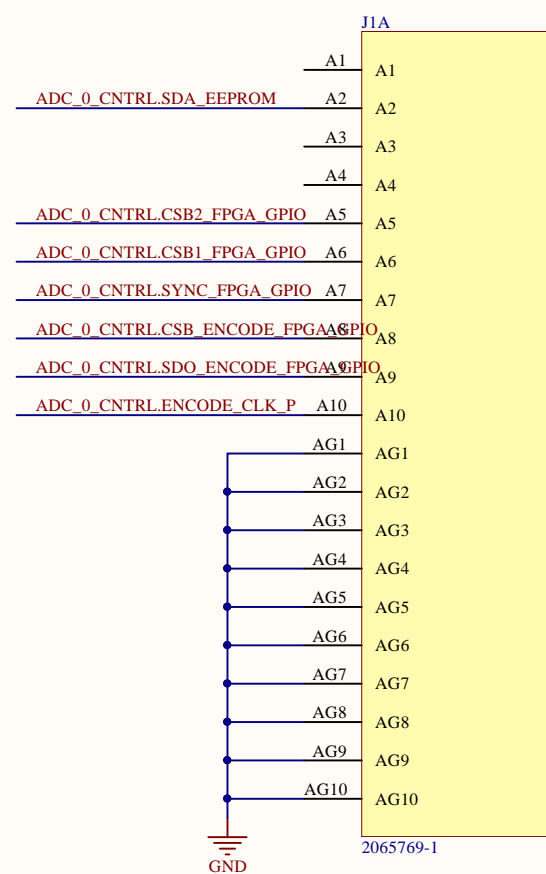 J1A
A1 A1
ADC_0_CNTRL.SDA_EEPROM A2 A2
A3 A3
A4 A4
ADC_0_CNTRL.CSB2_FPGA_GPIO A5 A5
ADC_0_CNTRL.CSB1_FPGA_GPIO A6 A6
ADC_0_CNTRL.SYNC_FPGA_GPIO A7 A7
ADC_0_CNTRL.CSB_ENCODE_FPGA_GPIO A8 A8
ADC_0_CNTRL.SDO_ENCODE_FPGA_GPIO A9 A9
ADC_0_CNTRL.ENCODE_CLK_P A10 A10
AG1 AG1
AG2 AG2
AG3 AG3
AG4 AG4
AG5 AG5
AG6 AG6
AG7 AG7
AG8 AG8
AG9 AG9
AG10 AG10
2065769-1
GND